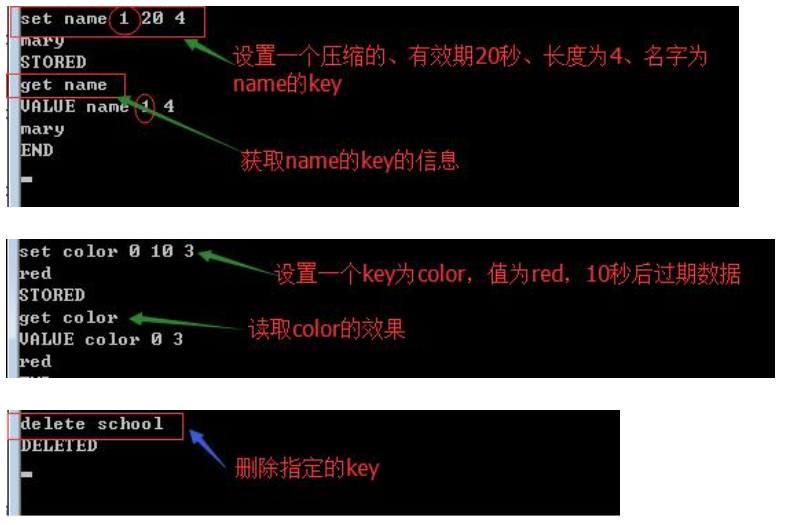 set name 1 20 4
mary
STORED
设置一个压缩的、有效期20秒、长度为4、名字为
name的key
get name
VALUE name 1 4
mary
END
获取name的key的信息
set color 0 10 3
设置一个key为color，值为red，10秒后过期数据
red
STORED
get color
读取color的效果
VALUE color 0 3
red
delete school
DELETED
删除指定的key